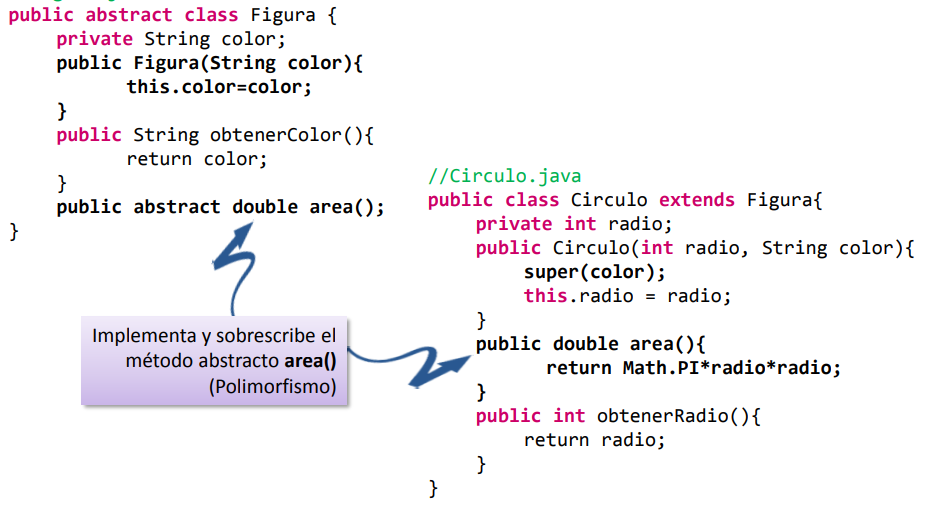 public abstract class Figura {
private String color;
public Figura(String color){
this.color=color;
}
public String obtenerColor(){
return color;
}
public abstract double area();
}
//Circulo.java
public class Circulo extends Figura{
private int radio;
public Circulo(int radio, String color){
super(color);
this.radio = radio;
}
public double area(){
return Math.PI*radio*radio;
}
public int obtenerRadio(){
return radio;
}
}
Implementa y sobrescribe el
método abstracto area()
(Polimorfismo)